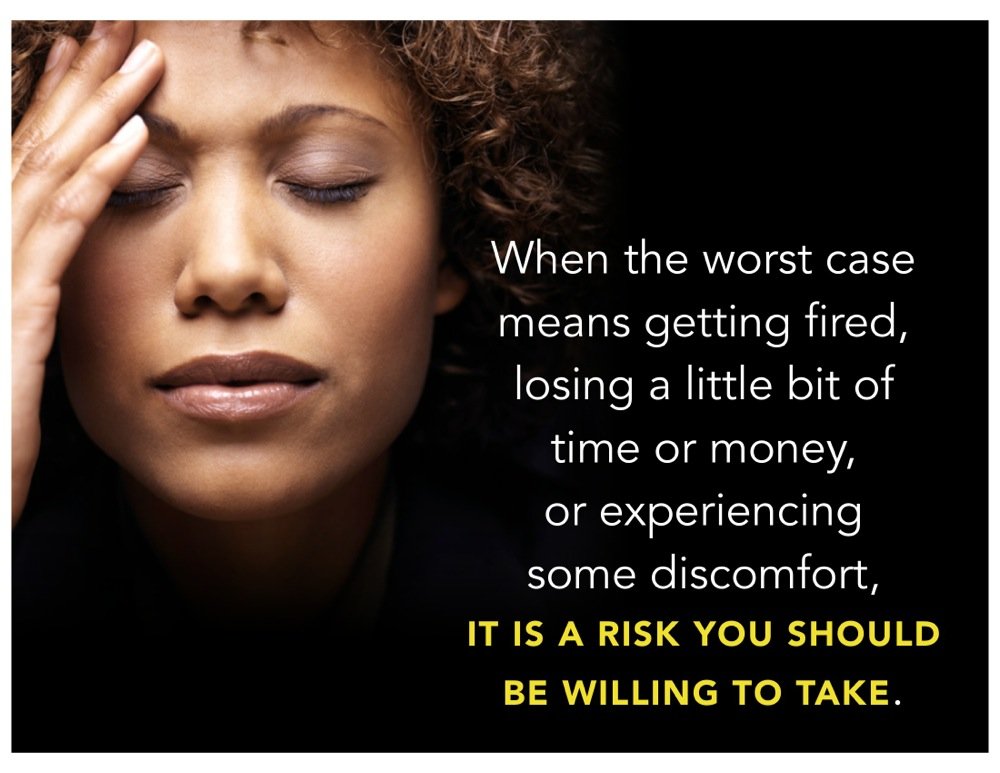 When the worst case
means getting fired,
losing a little bit of
time or money,
or experiencing
some discomfort,
IT IS A RISK YOU SHOULD
BE WILLING TO TAKE.